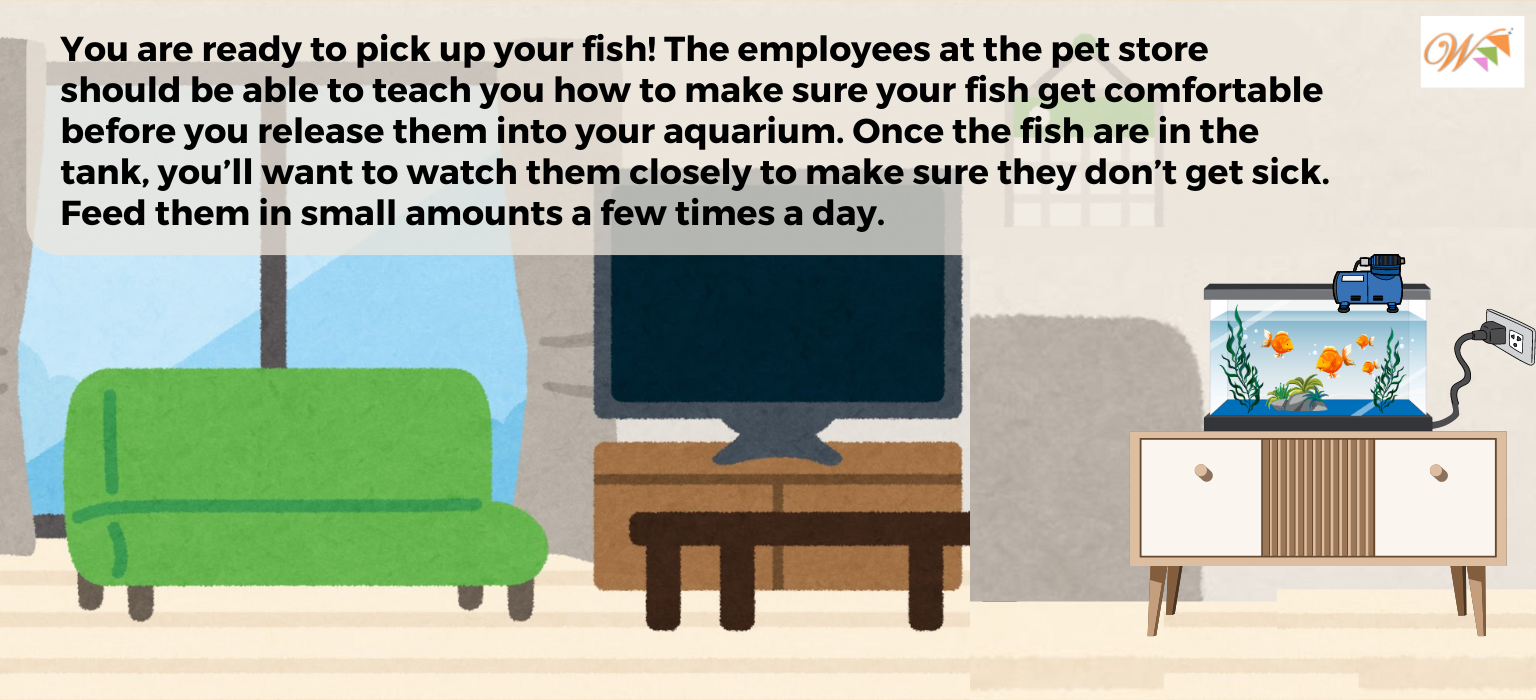 You are ready to pick up your fish! The employees at the pet store
should be able to teach you how to make sure your fish get comfortable
before you release them into your aquarium. Once the fish are in the
tank, you’ll want to watch them closely to make sure they don’t get sick.
Feed them in small amounts a few times a day.
W